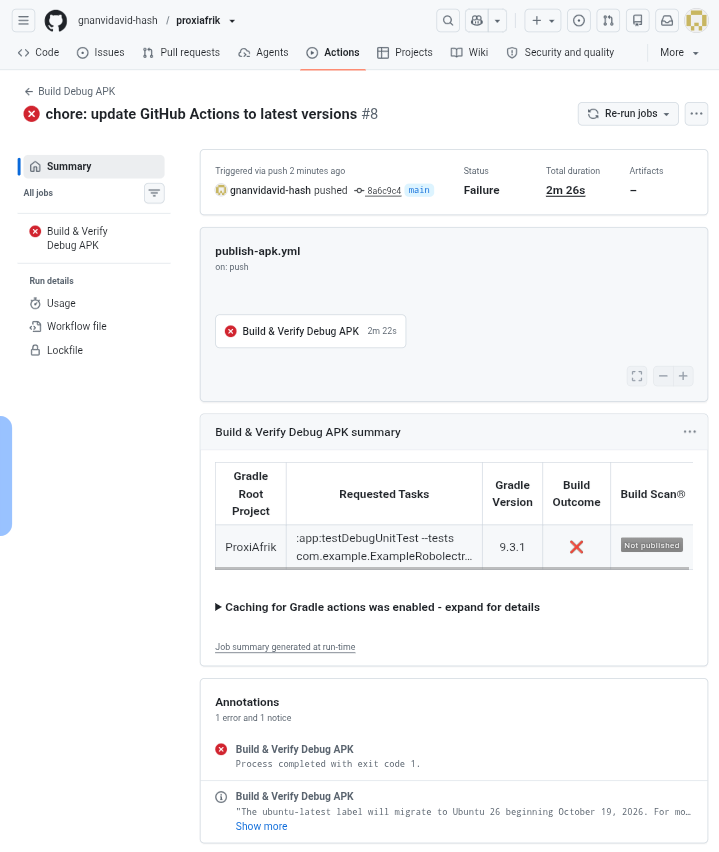 gnanvidavid-hash / proxiafrik
Code Issues Pull requests Agents Actions Projects Wiki Security and quality More
Build Debug APK
chore: update GitHub Actions to latest versions #8
Re-run jobs
Summary
All jobs
Build & Verify
Debug APK
Run details
Usage
Workflow file
Lockfile
Triggered via push 2 minutes ago
gnanvidavid-hash pushed 8a6c9c4 main
Status
Failure
Total duration
2m 26s
Artifacts
–
publish-apk.yml
on: push
Build & Verify Debug APK 2m 22s
Build & Verify Debug APK summary
Gradle
Root
Project
Requested Tasks
Gradle
Version
Build
Outcome
Build Scan®
ProxiAfrik
:app:testDebugUnitTest --tests
com.example.ExampleRobolectr...
9.3.1
Not published
Caching for Gradle actions was enabled - expand for details
Job summary generated at run-time
Annotations
1 error and 1 notice
Build & Verify Debug APK
Process completed with exit code 1.
Build & Verify Debug APK
"The ubuntu-latest label will migrate to Ubuntu 26 beginning October 19, 2026. For mo…
Show more